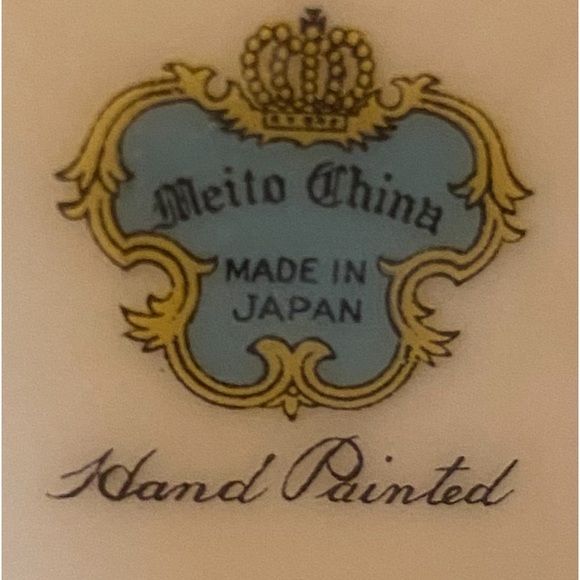 Meito China
MADE IN
JAPAN
Hand Painted